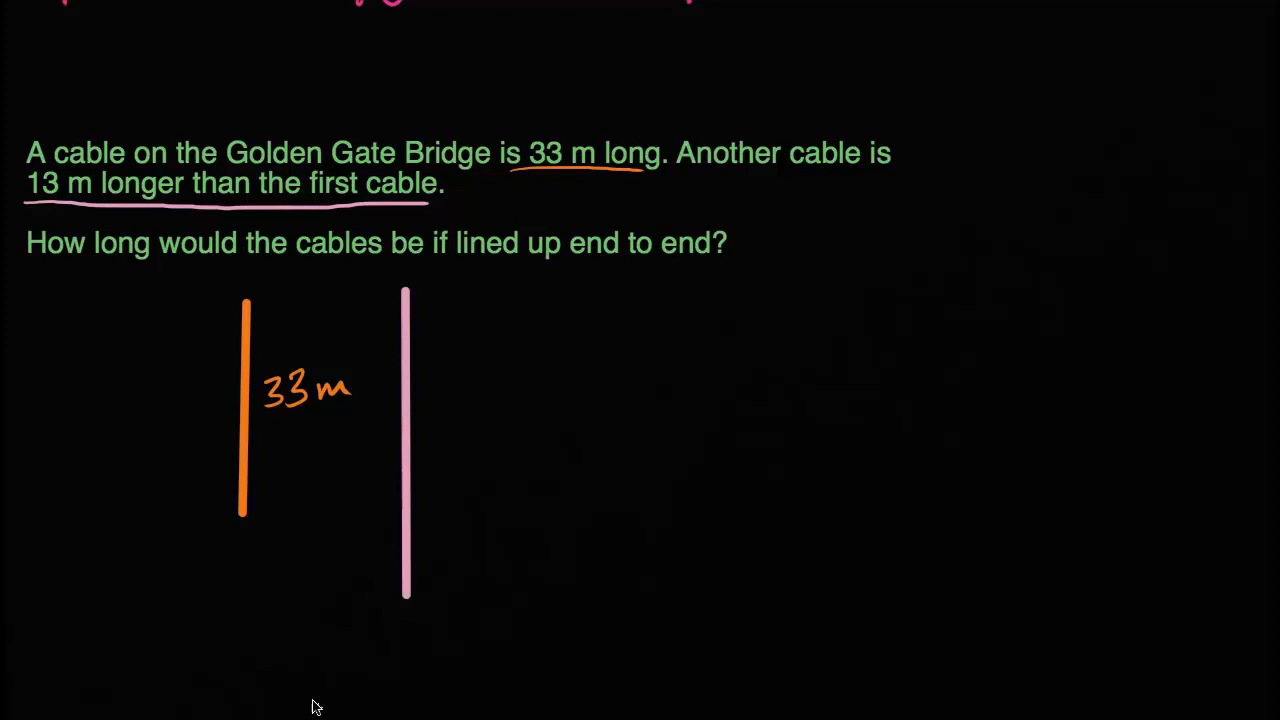 A cable on the Golden Gate Bridge is 33 m long. Another cable is
13 m longer than the first cable.
How long would the cables be if lined up end to end?
33 m